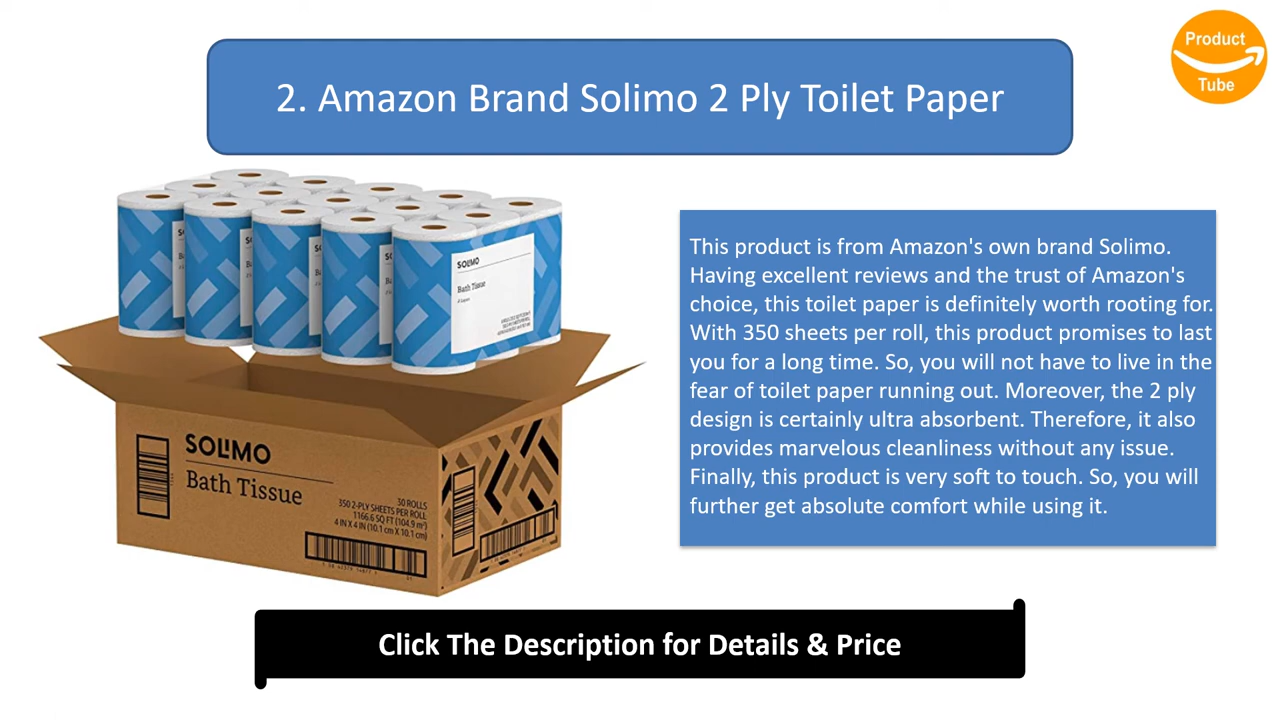 Product
Tube
2. Amazon Brand Solimo 2 Ply Toilet Paper
SOLIMO
Bath Tissue
This product is from Amazon's own brand Solimo.
Having excellent reviews and the trust of Amazon's
choice, this toilet paper is definitely worth rooting for.
With 350 sheets per roll, this product promises to last
you for a long time. So, you will not have to live in the
fear of toilet paper running out. Moreover, the 2 ply
design is certainly ultra absorbent. Therefore, it also
provides marvelous cleanliness without any issue.
Finally, this product is very soft to touch. So, you will
further get absolute comfort while using it.
SOLIMO
Bath Tissue
30 ROLLS
350 2-PLY SHEETS PER ROLL
1166.6 SQ FT (104.9 m²)
4 IN X 4 IN (10.1 cm X 10.1 cm)
Click The Description for Details & Price